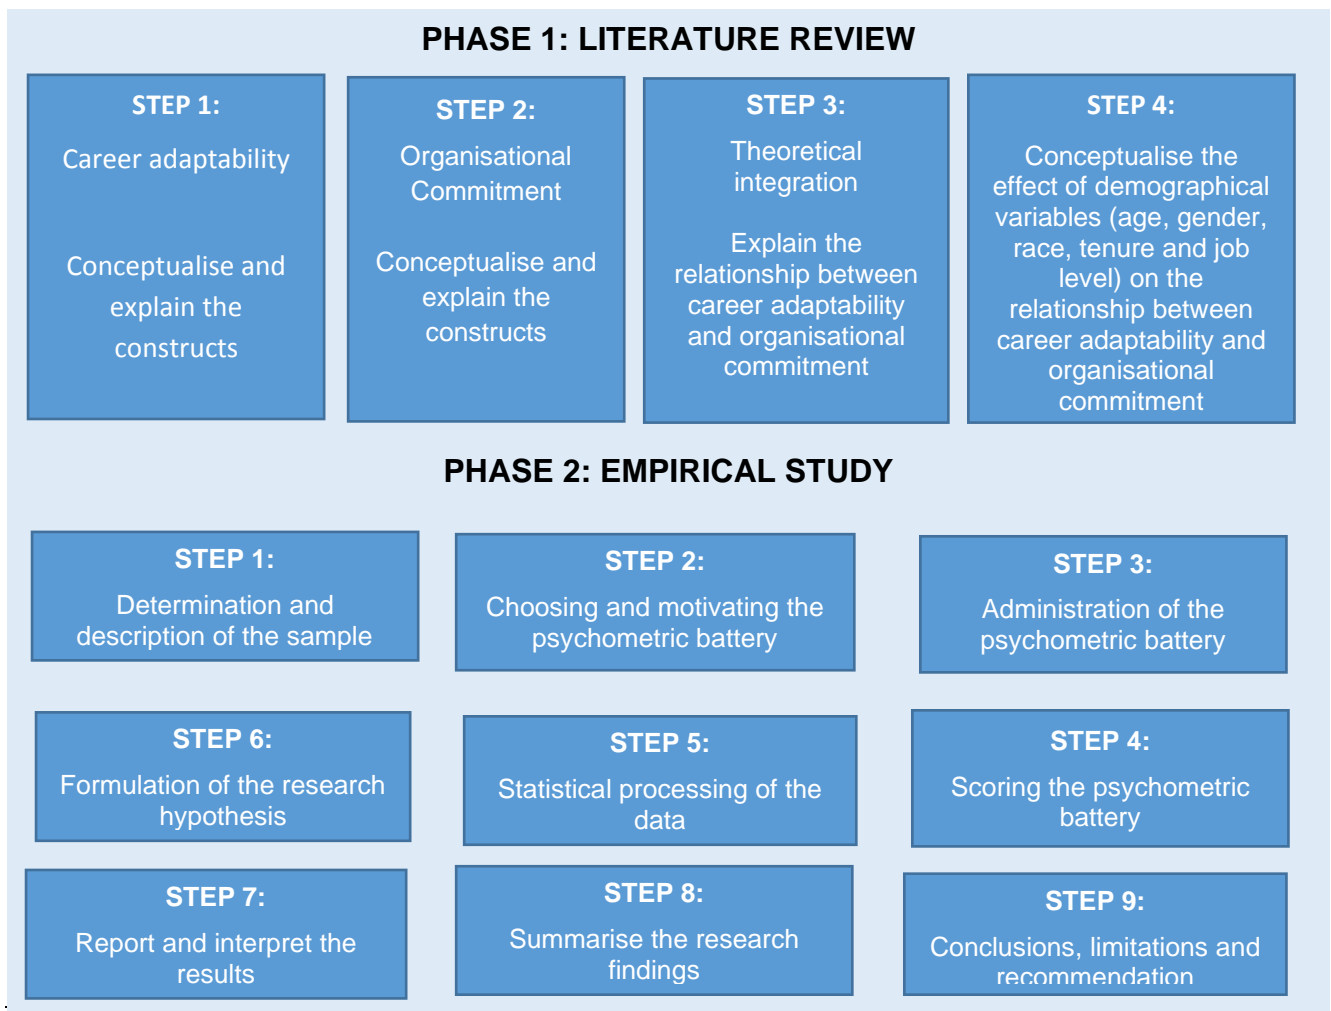 PHASE 1: LITERATURE REVIEW
STEP 1:
Career adaptability
Conceptualise and
explain the
constructs
STEP 2:
Organisational
Commitment
Conceptualise and
explain the
constructs
STEP 3:
Theoretical
integration
Explain the
relationship between
career adaptability
and organisational
commitment
STEP 4:
Conceptualise the
effect of demographical
variables (age, gender,
race, tenure and job
level) on the
relationship between
career adaptability and
organisational
commitment
PHASE 2: EMPIRICAL STUDY
STEP 1:
Determination and
description of the sample
STEP 2:
Choosing and motivating the
psychometric battery
STEP 3:
Administration of the
psychometric battery
STEP 6:
Formulation of the research
hypothesis
STEP 5:
Statistical processing of the
data
STEP 4:
Scoring the psychometric
battery
STEP 7:
Report and interpret the
results
STEP 8:
Summarise the research
findings
STEP 9:
Conclusions, limitations and
recommendation